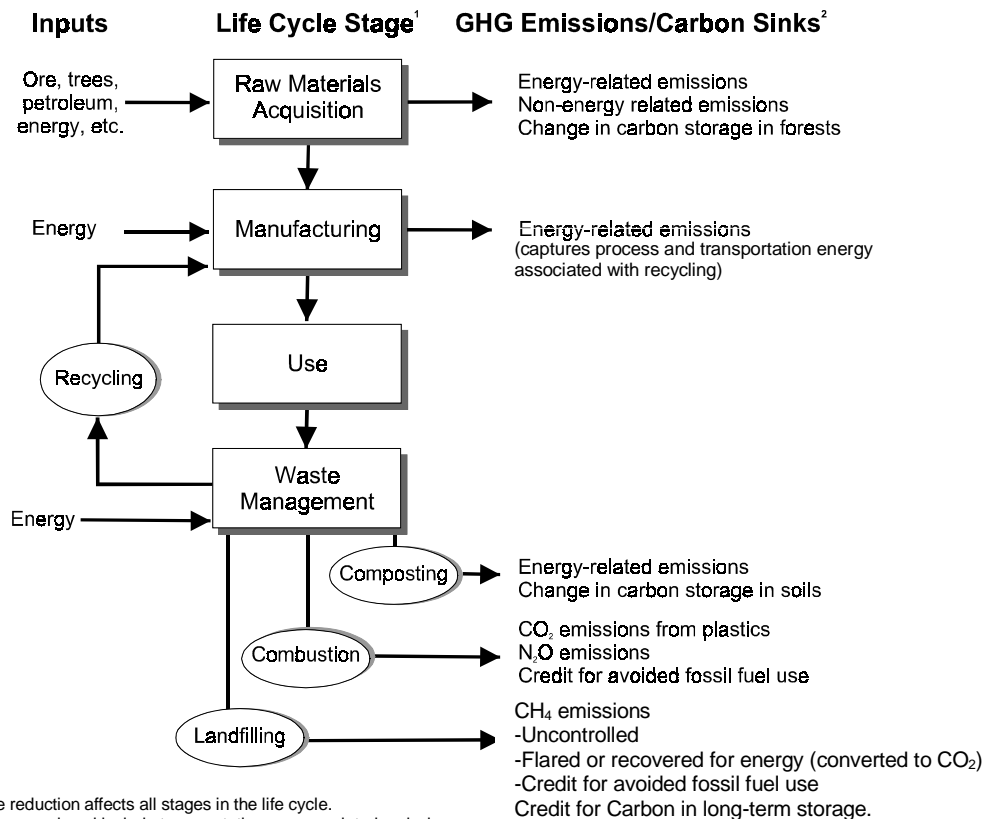 Inputs
Life Cycle Stage¹
GHG Emissions/Carbon Sinks²
Ore, trees,
petroleum,
energy, etc.
Raw Materials
Acquisition
Energy-related emissions
Non-energy related emissions
Change in carbon storage in forests
Energy
Manufacturing
Energy-related emissions
(captures process and transportation energy
associated with recycling)
Use
Recycling
Waste
Management
Energy
Composting
Energy-related emissions
Change in carbon storage in soils
Combustion
CO₂ emissions from plastics
N₂O emissions
Credit for avoided fossil fuel use
Landfilling
CH₄ emissions
-Uncontrolled
-Flared or recovered for energy (converted to CO₂)
-Credit for avoided fossil fuel use
Credit for Carbon in long-term storage.
e reduction affects all stages in the life cycle.